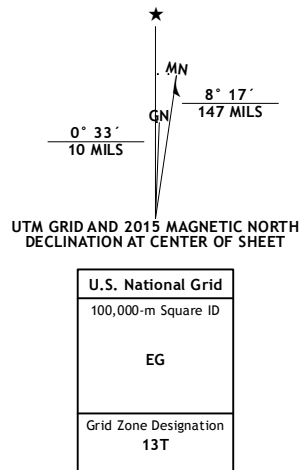 ★
MN
GN
8° 17´
147 MILS
0° 33´
10 MILS
UTM GRID AND 2015 MAGNETIC NORTH
DECLINATION AT CENTER OF SHEET
U.S. National Grid
100,000-m Square ID
EG
Grid Zone Designation
13T